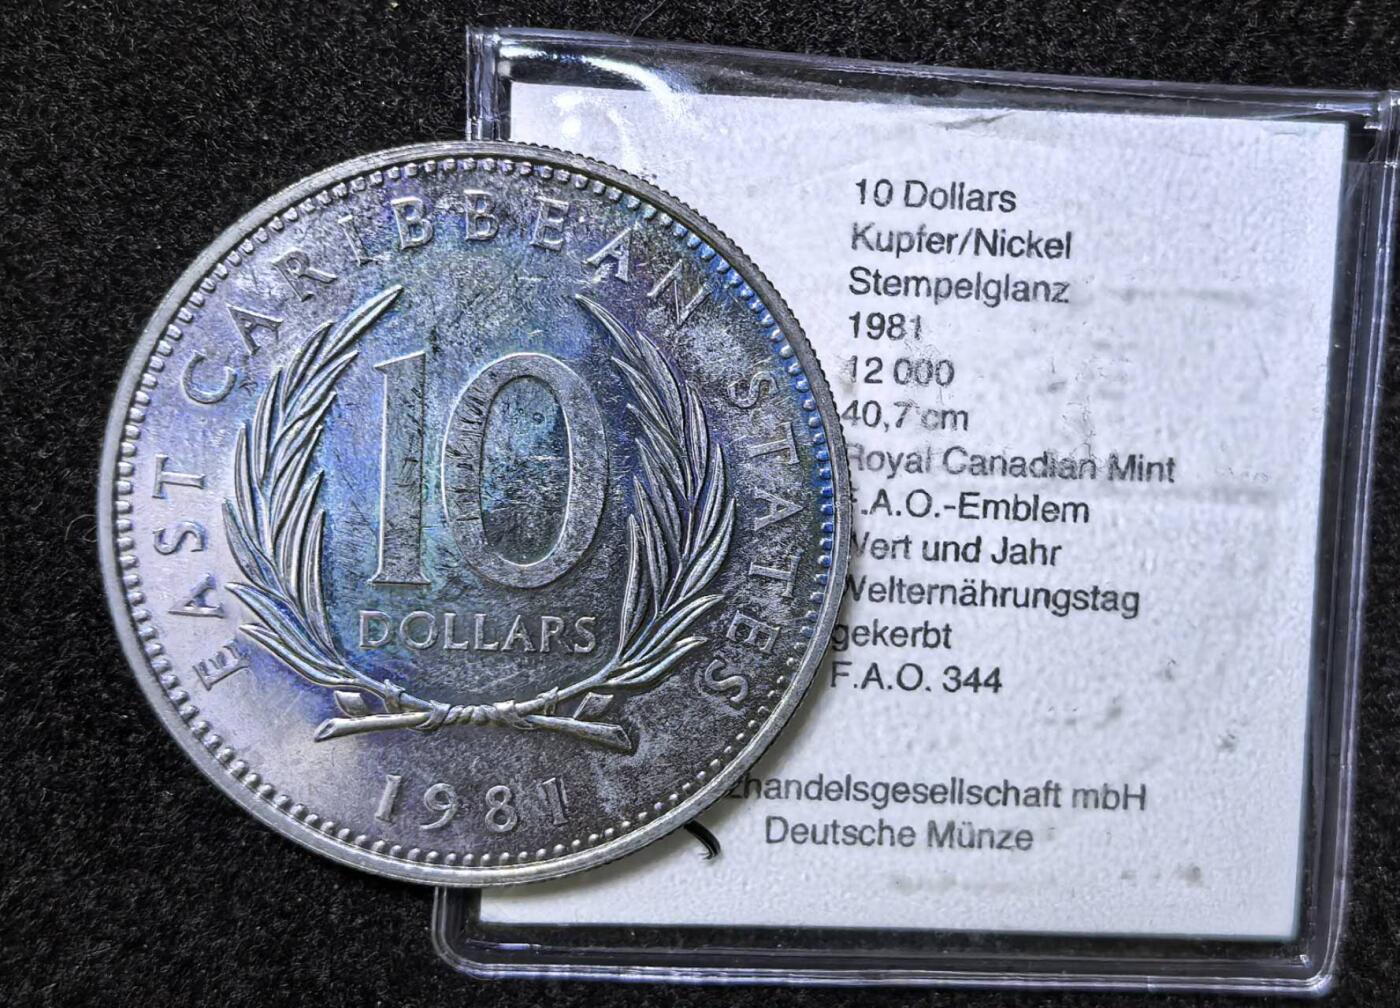 EAST CARIBBEAN STATES
10
DOLLARS
1981
10 Dollars
Kupfer/Nickel
Stempelglanz
1981
12 000
40,7 cm
Royal Canadian Mint
F.A.O.-Emblem
Wert und Jahr
Welternährungstag
gekerbt
F.A.O. 344
handelsgesellschaft mbH
Deutsche Münze